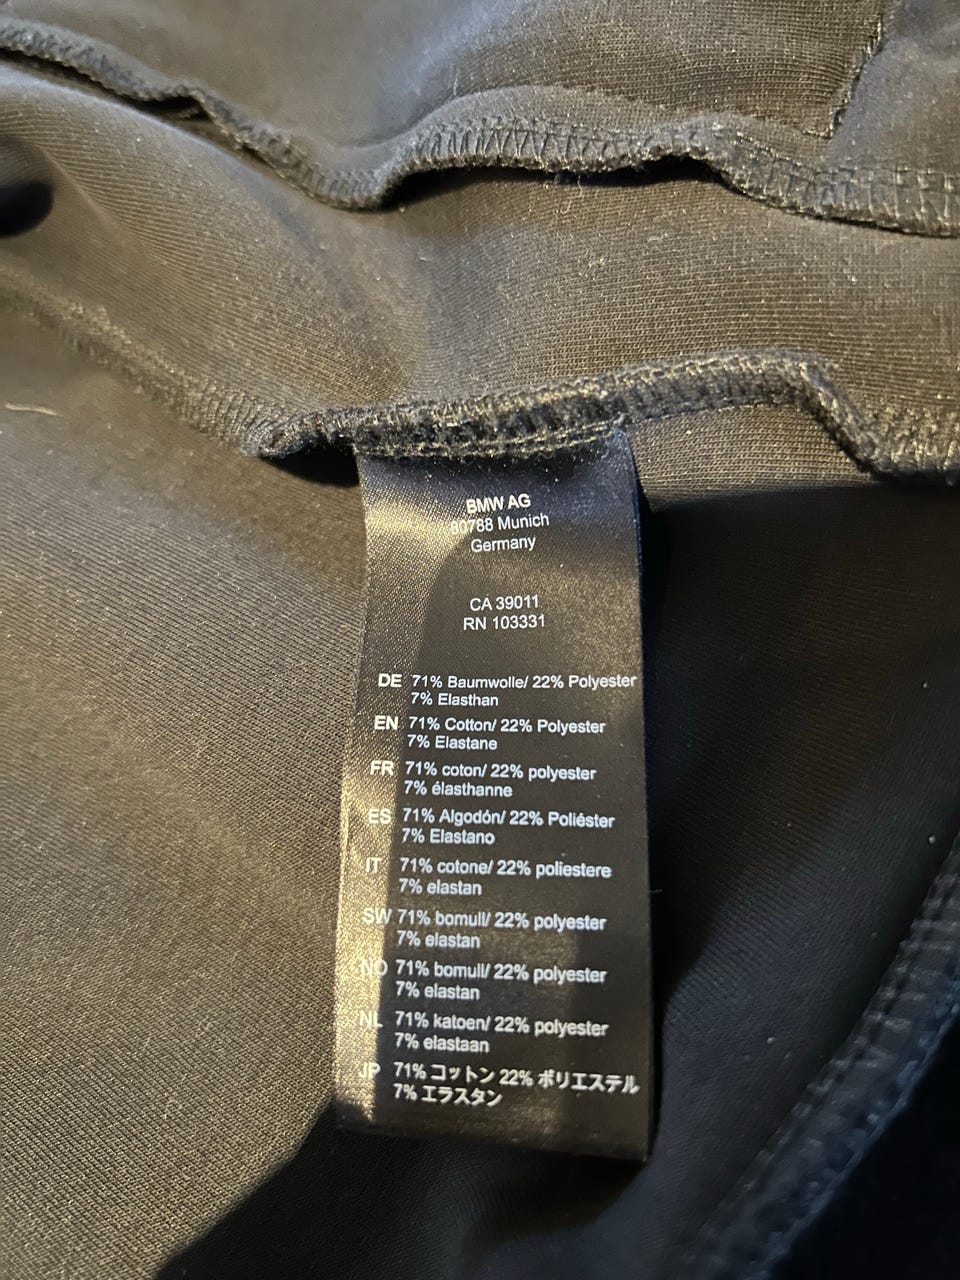 BMW AG
80788 Munich
Germany
CA 39011
RN 103331
DE 71% Baumwolle/ 22% Polyester
7% Elasthan
EN 71% Cotton/ 22% Polyester
7% Elastane
FR 71% coton/ 22% polyester
7% élasthanne
ES 71% Algodón/ 22% Poliéster
7% Elastano
IT 71% cotone/ 22% poliestere
7% elastan
SW 71% bomull/ 22% polyester
7% elastan
NO 71% bomull/ 22% polyester
7% elastan
NL 71% katoen/ 22% polyester
7% elastaan
JP 71% コットン 22% ポリエステル
7% エラスタン